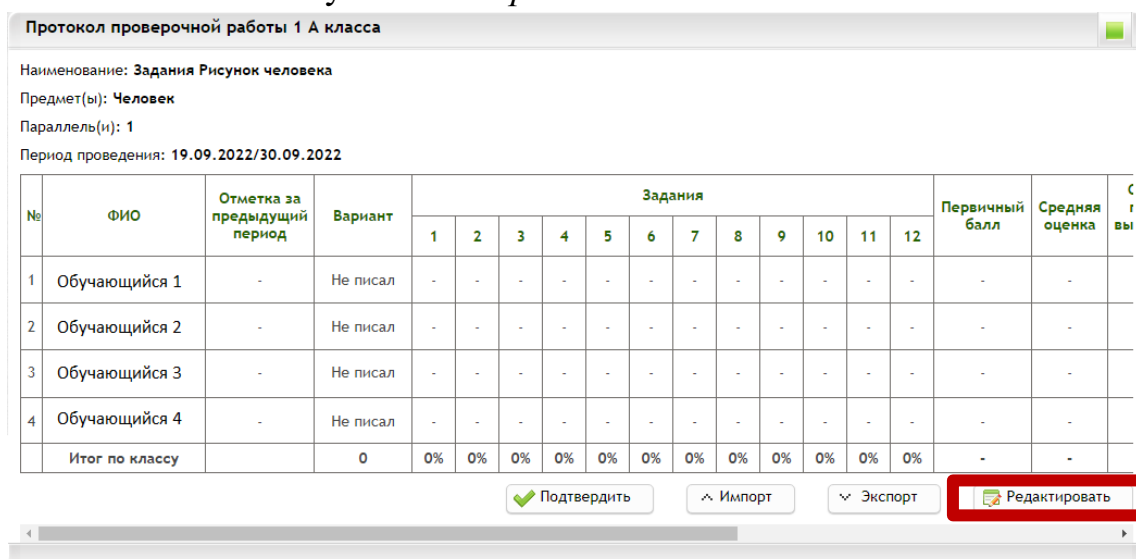 Протокол проверочной работы 1 А класса
Наименование: Задания Рисунок человека
Предмет(ы): Человек
Параллель(и): 1
Период проведения: 19.09.2022/30.09.2022
№ ФИО Отметка за предыдущий период Вариант Задания Первичный балл Средняя оценка
1 2 3 4 5 6 7 8 9 10 11 12
1 Обучающийся 1 - Не писал - - - - - - - - - - - - - -
2 Обучающийся 2 - Не писал - - - - - - - - - - - - - -
3 Обучающийся 3 - Не писал - - - - - - - - - - - - - -
4 Обучающийся 4 - Не писал - - - - - - - - - - - - - -
Итог по классу 0 0% 0% 0% 0% 0% 0% 0% 0% 0% 0% 0% 0% - -
Подтвердить Импорт Экспорт Редактировать